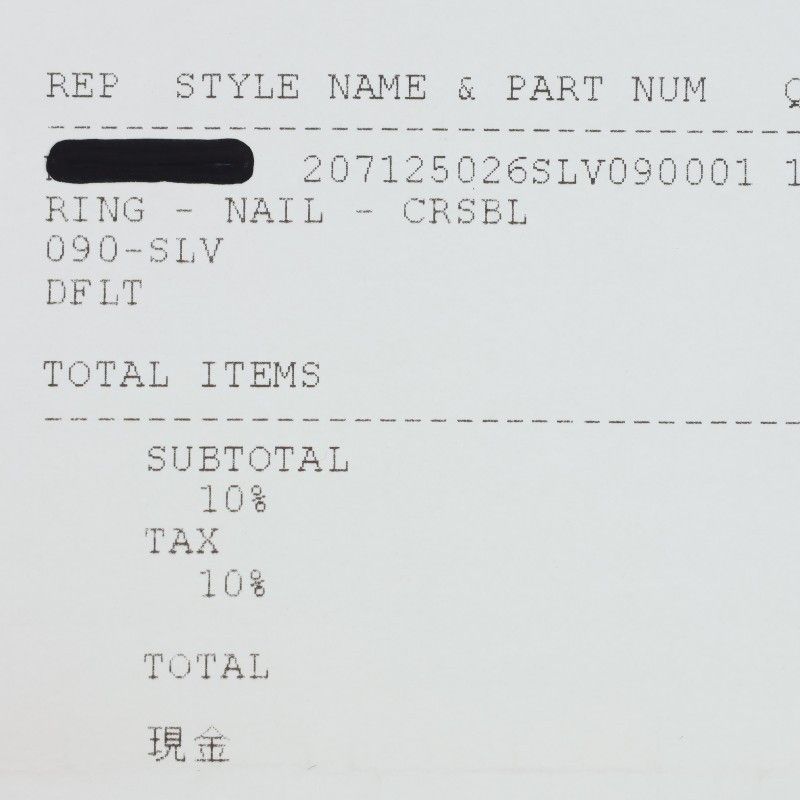 REP STYLE NAME & PART NUM
207125026SLV090001 1
RING - NAIL - CRSBL
090-SLV
DFLT
TOTAL ITEMS
SUBTOTAL
10%
TAX
10%
TOTAL
現金